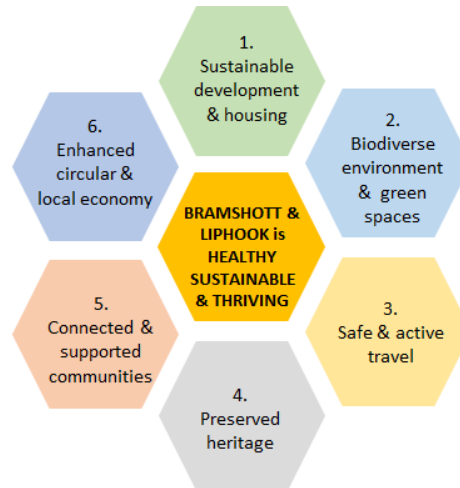 1.
Sustainable
development
& housing
2.
Biodiverse
environment
& green
spaces
3.
Safe & active
travel
4.
Preserved
heritage
5.
Connected &
supported
communities
6.
Enhanced
circular &
local economy
BRAMSHOTT &
LIPHOOK is
HEALTHY
SUSTAINABLE
& THRIVING